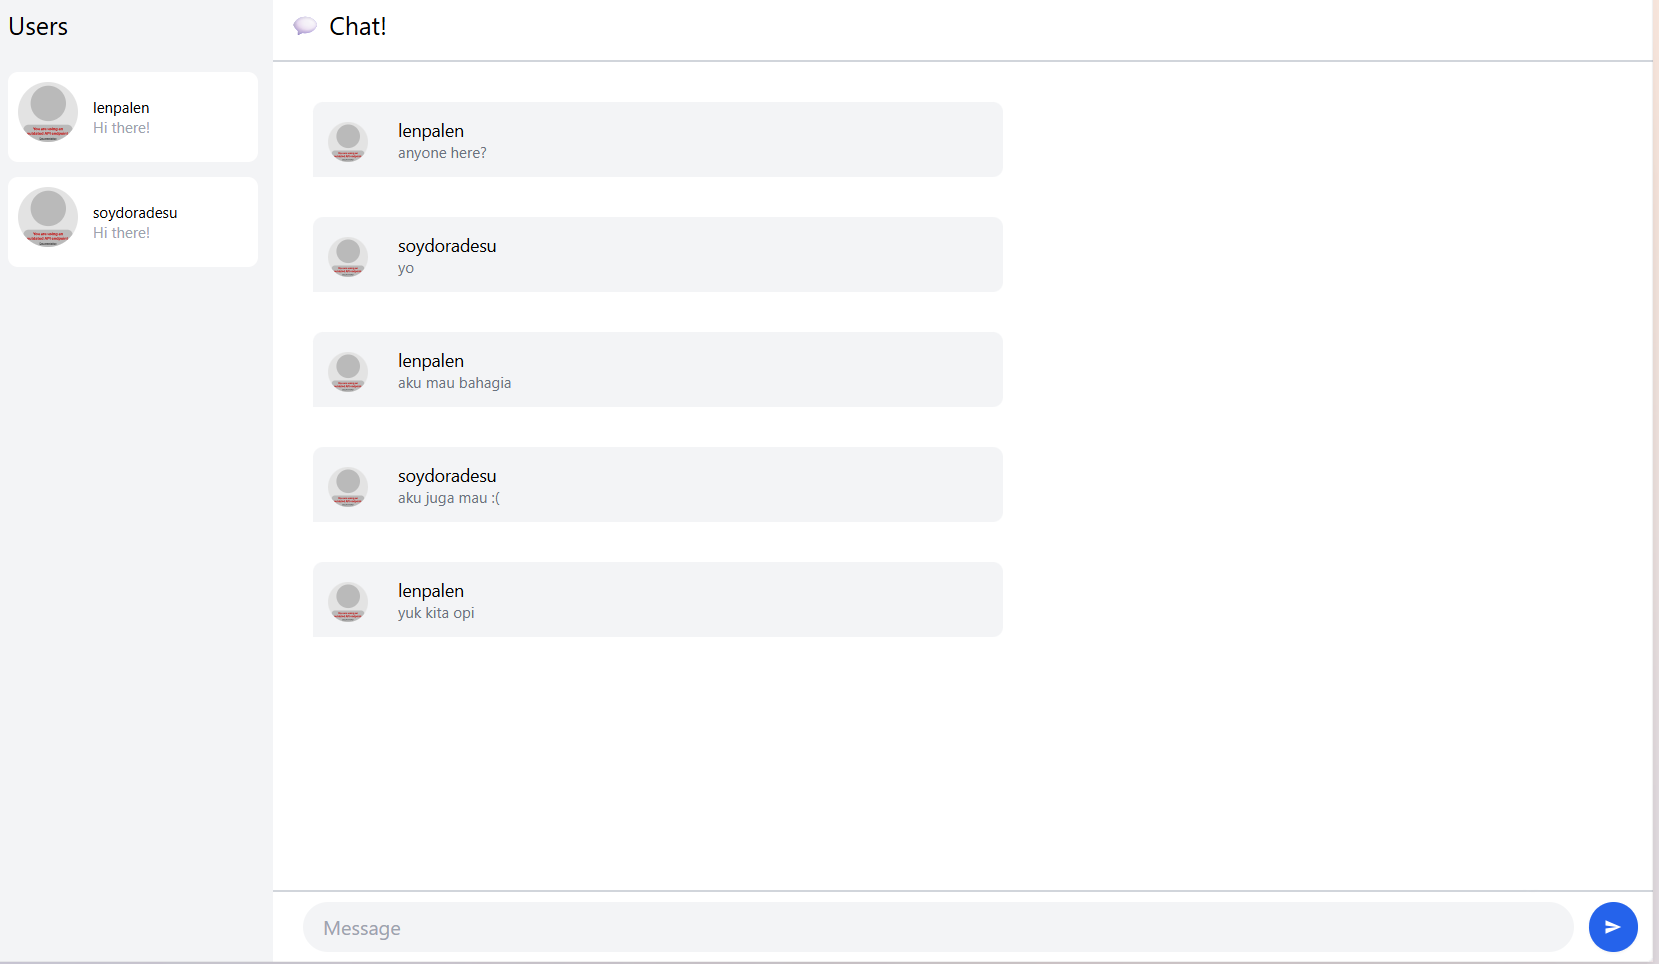 Users
Chat!
lenpalen
Hi there!
soydoradesu
Hi there!
lenpalen
anyone here?
soydoradesu
yo
lenpalen
aku mau bahagia
soydoradesu
aku juga mau :(
lenpalen
yuk kita opi
Message